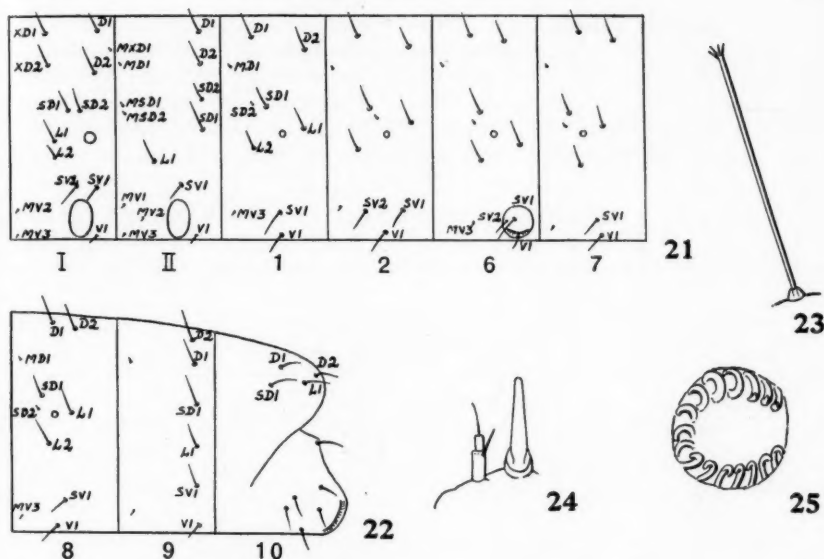 XD1 D1 D1 D1 D2
MXD1
XD2 D2 MD1 D2 MD1
SD1 SD2 MSD1 SD2 SD1
MSD2 SD1 SD2
L1 L1 L1
L2 L2
SV2 SV1 SV1
MV1 SV2 SV1 SV1
MV2 MV3 SV1 SV2 SV1
MV3 MV3 MV3
V1 V1 V1 V1 V1
I II 1 2 6 7 21
23
D1 D2 D2
MD1 D1 D1 D2
SD1 SD1 L1
SD2 L1 SD1
L2 L1
SV1 SV1
MV3 V1 V1
8 9 10 22
24
25